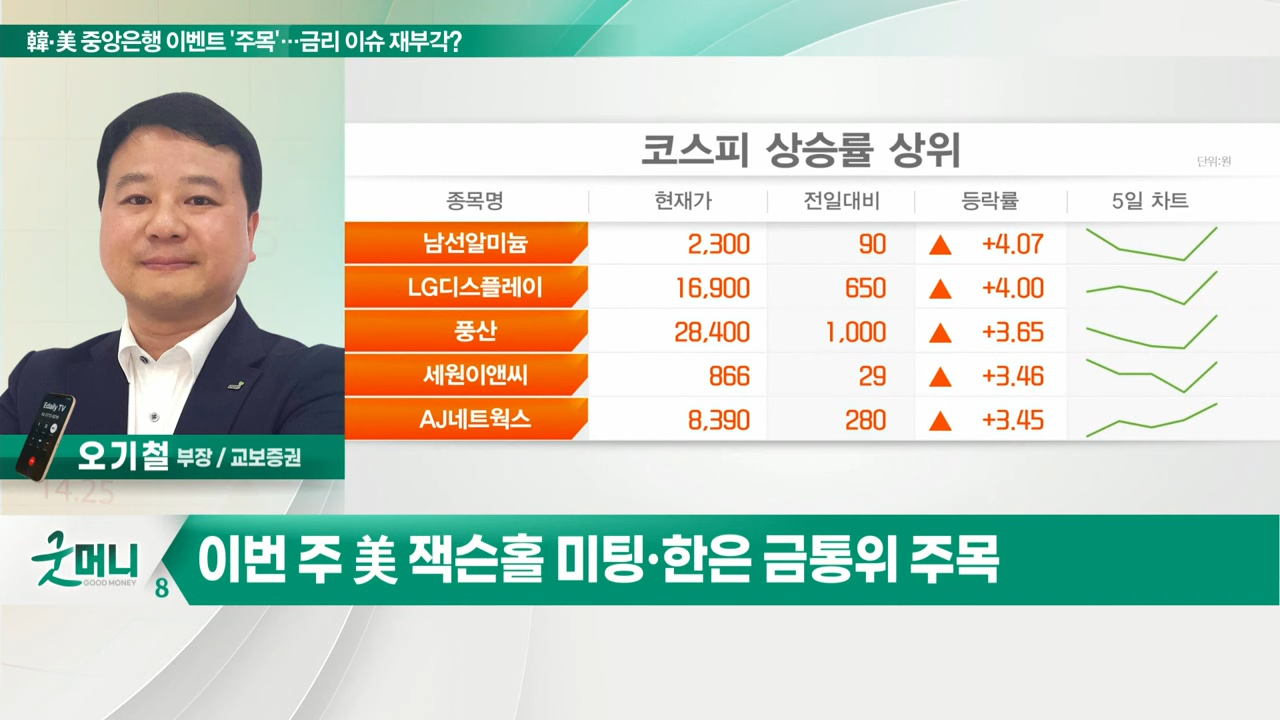 韓·美 중앙은행 이벤트 '주목'…금리 이슈 재부각?
코스피 상승률 상위
단위:원
종목명 현재가 전일대비 등락률 5일 차트
남선알미늄 2,300 90 ▲ +4.07
LG디스플레이 16,900 650 ▲ +4.00
풍산 28,400 1,000 ▲ +3.65
세원이앤씨 866 29 ▲ +3.46
AJ네트웍스 8,390 280 ▲ +3.45
Edaily TV
오기철 부장 / 교보증권
14.25
굿머니
GOOD MONEY
8
이번 주 美 잭슨홀 미팅·한은 금통위 주목